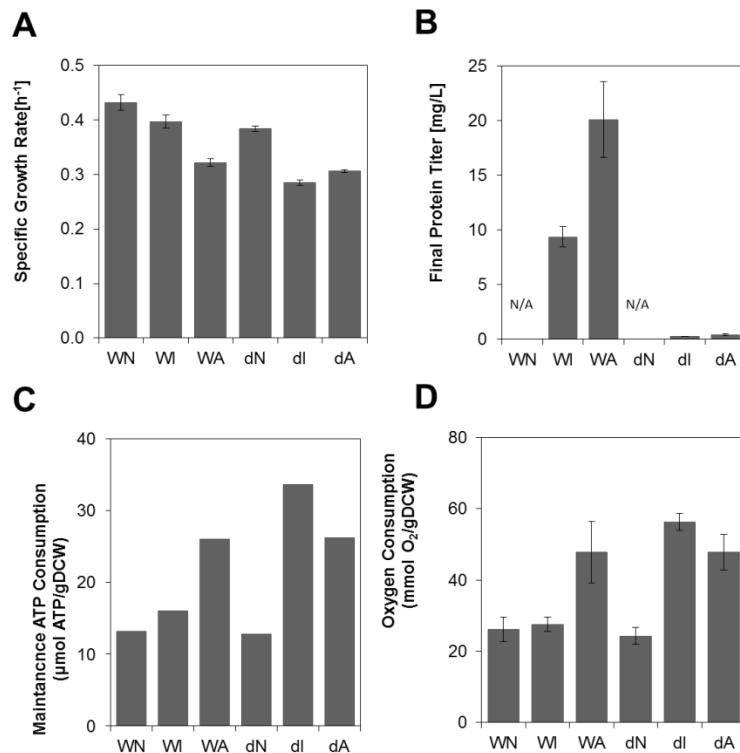 A
Specific Growth Rate[h⁻¹]
0.5
0.4
0.3
0.2
0.1
0.0
WN WI WA dN dI dA
B
Final Protein Titer [mg/L]
25
20
15
10
5
0
N/A
N/A
WN WI WA dN dI dA
C
Maintancnce ATP Consumption
(μmol ATP/gDCW)
40
30
20
10
0
WN WI WA dN dI dA
D
Oxygen Consumption
(mmol O₂/gDCW)
80
60
40
20
0
WN WI WA dN dI dA